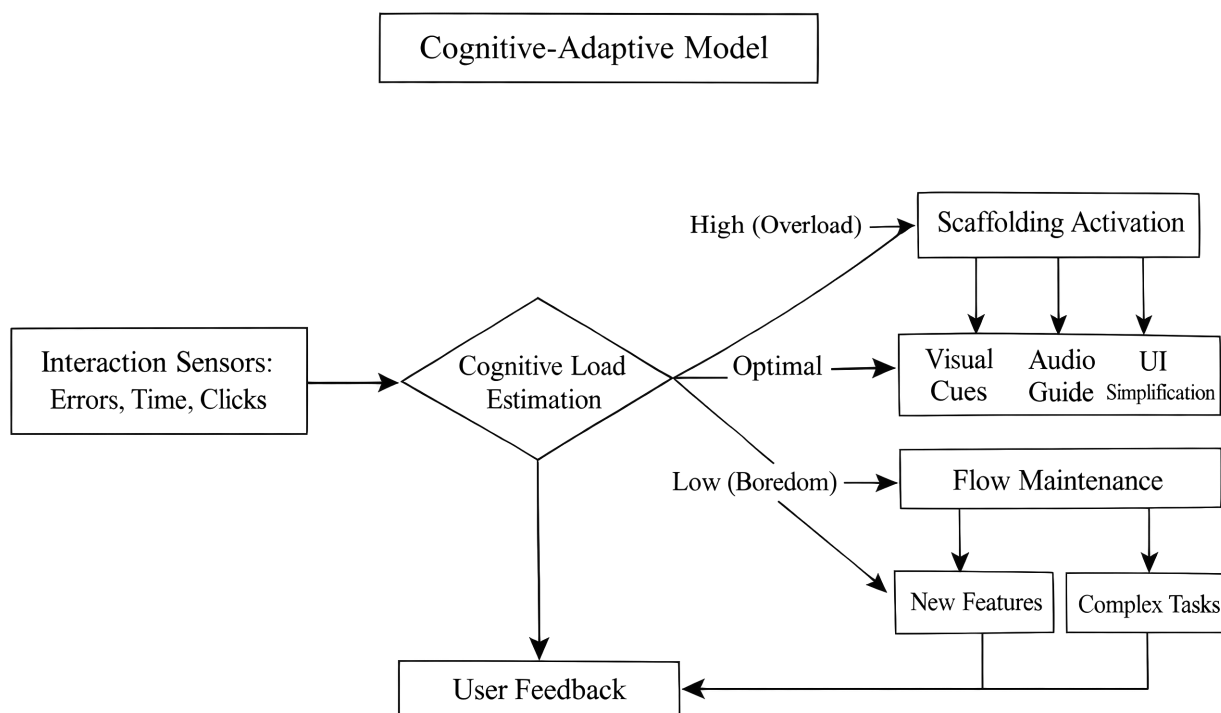 Cognitive-Adaptive Model
High (Overload)
Scaffolding Activation
Interaction Sensors:
Errors, Time, Clicks
Cognitive Load
Estimation
Optimal
Visual
Cues
Audio
Guide
UI
Simplification
Low (Boredom)
Flow Maintenance
New Features
Complex Tasks
User Feedback